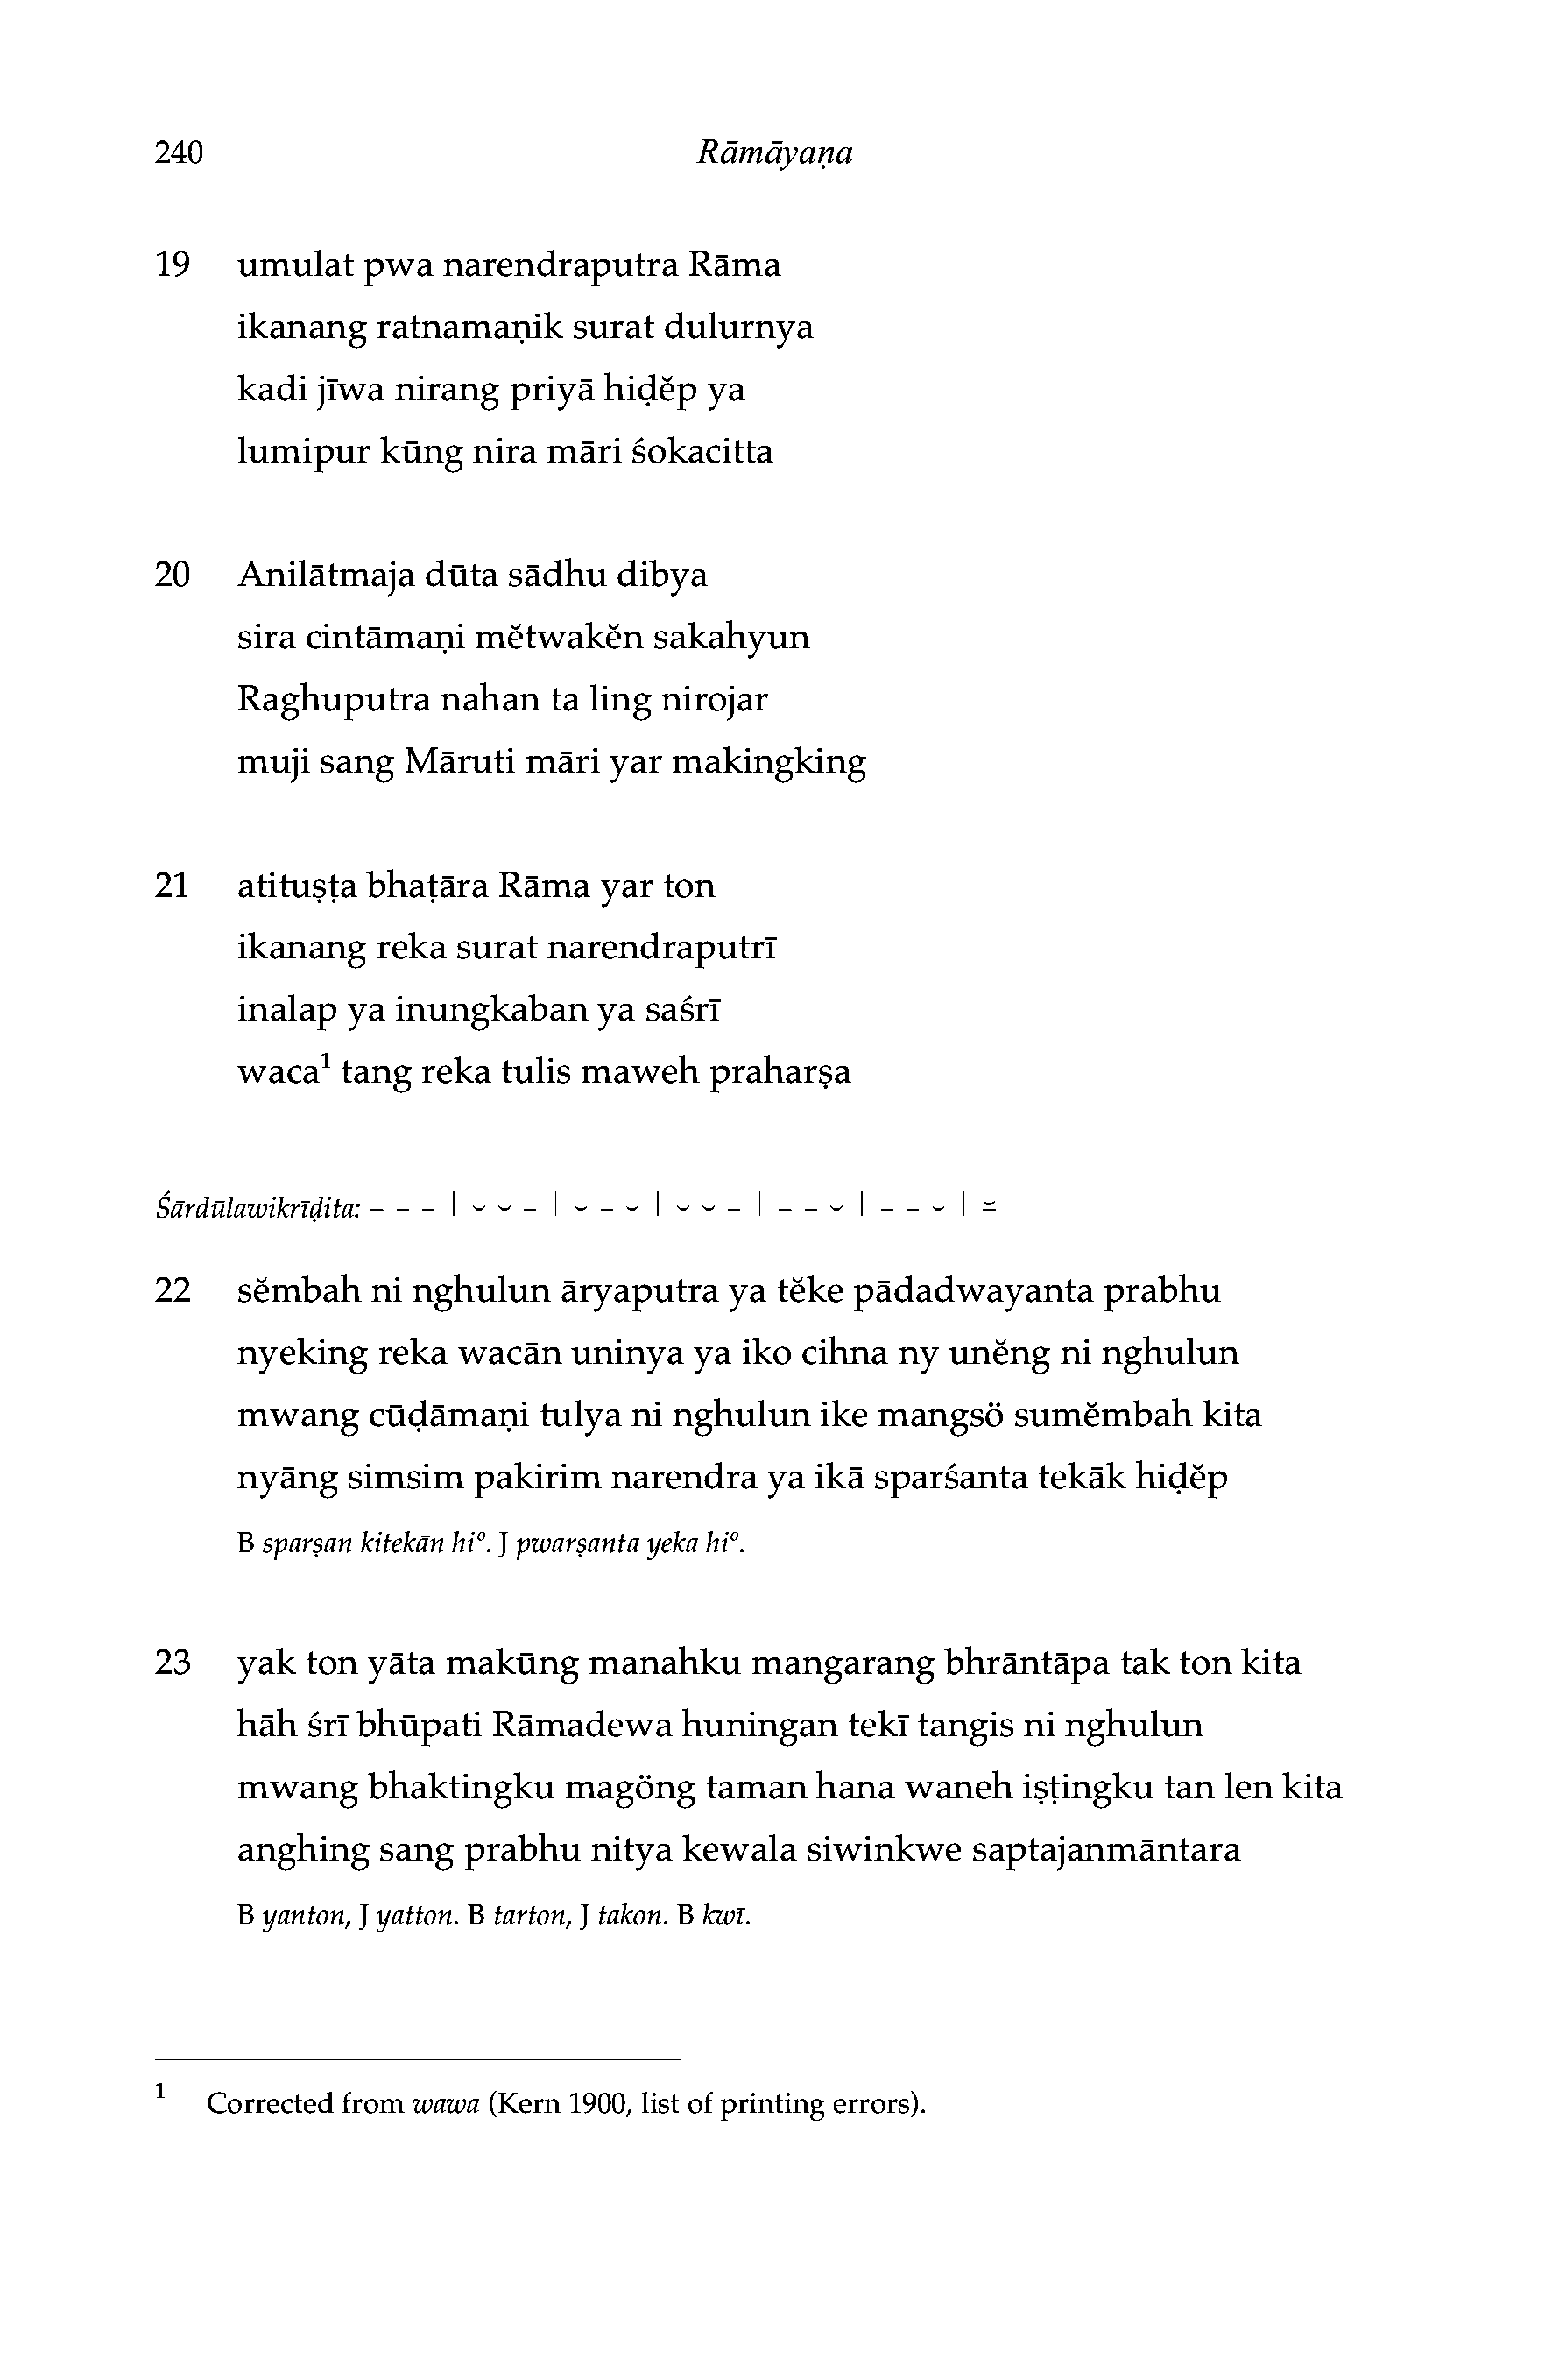 240 Rāmāyaṇa
19 umulat pwa narendraputra Rāma
ikanang ratnamaṇik surat dulurnya
kadi jīwa nirang priyā hiḍĕp ya
lumipur kūng nira māri śokacitta
20 Anilātmaja dūta sādhu dibya
sira cintāmaṇi mĕtwakĕn sakahyun
Raghuputra nahan ta ling nirojar
muji sang Māruti māri yar makingking
21 atituṣṭa bhaṭāra Rāma yar ton
ikanang reka surat narendraputrī
inalap ya inungkaban ya saśrī
waca¹ tang reka tulis maweh praharṣa
Śārdūlawikrīḍita: – – – | ⏑ ⏑ – | ⏑ – ⏑ | ⏑ ⏑ – | – – ⏑ | – – ⏑ | ⏓
22 sĕmbah ni nghulun āryaputra ya tĕke pādadwayanta prabhu
nyeking reka wacān uninya ya iko cihna ny unĕng ni nghulun
mwang cūḍāmaṇi tulya ni nghulun ike mangsö sumĕmbah kita
nyāng simsim pakirim narendra ya ikā sparśanta tekāk hiḍĕp
B sparṣan kitekān hi°. J pwarṣanta yeka hi°.
23 yak ton yāta makūng manahku mangarang bhrāntāpa tak ton kita
hāh śrī bhūpati Rāmadewa huningan tekī tangis ni nghulun
mwang bhaktingku magöng taman hana waneh iṣṭingku tan len kita
anghing sang prabhu nitya kewala siwinkwe saptajanmāntara
B yanton, J yatton. B tarton, J takon. B kwī.
1 Corrected from wawa (Kern 1900, list of printing errors).